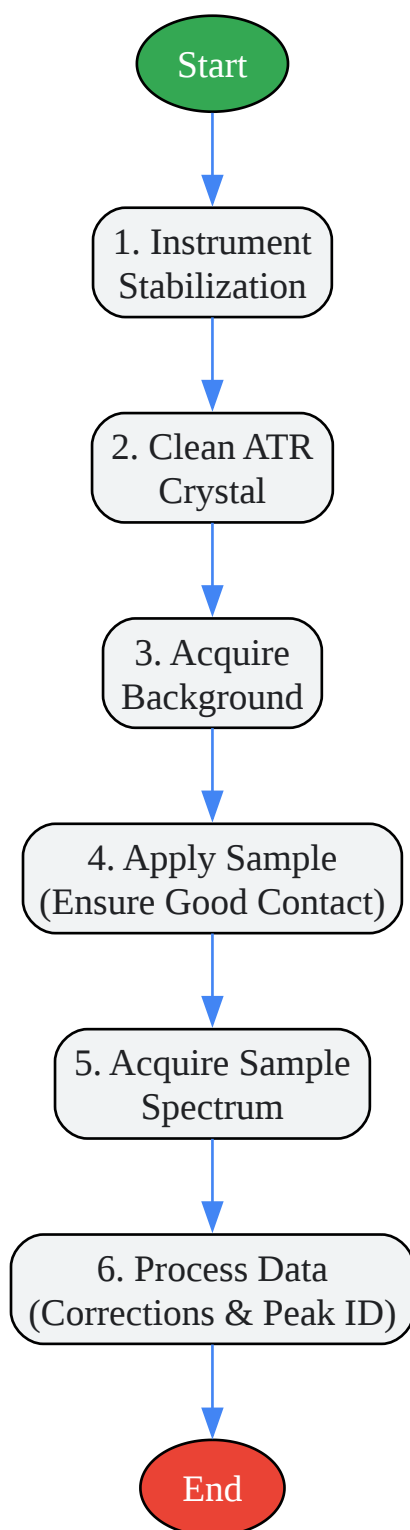 Start
1. Instrument
Stabilization
2. Clean ATR
Crystal
3. Acquire
Background
4. Apply Sample
(Ensure Good Contact)
5. Acquire Sample
Spectrum
6. Process Data
(Corrections & Peak ID)
End